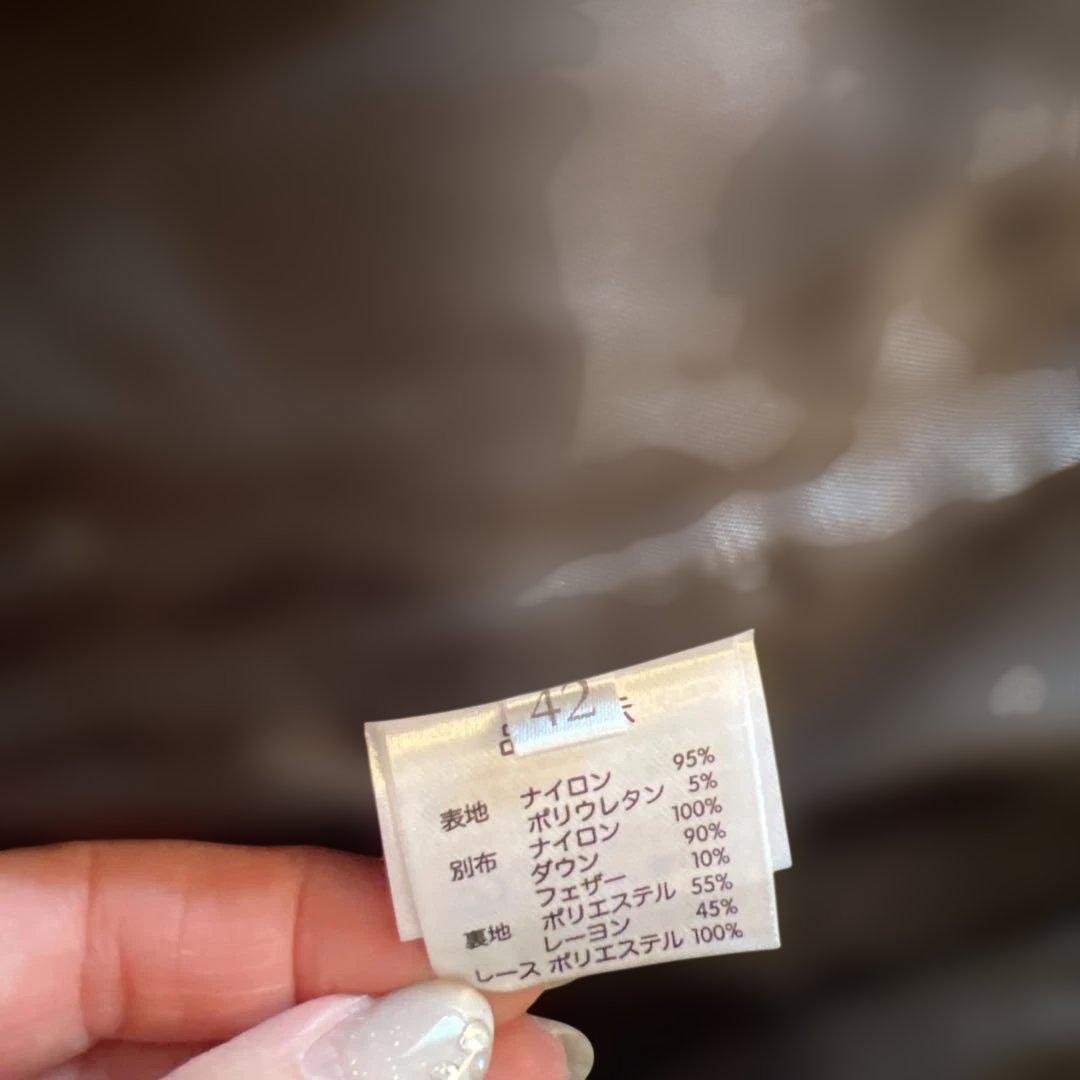 42
表地 ナイロン 95%
ポリウレタン 5%
別布 ナイロン 100%
ダウン 90%
フェザー 10%
裏地 ポリエステル 55%
レーヨン 45%
レース ポリエステル 100%